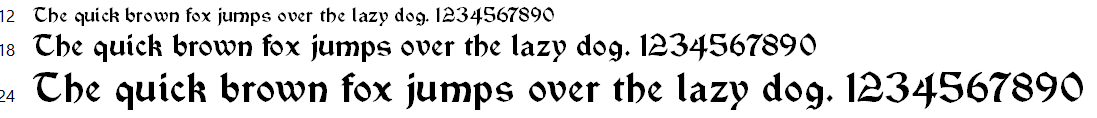 12 The quick brown fox jumps over the lazy dog. 1234567890
18 The quick brown fox jumps over the lazy dog. 1234567890
24 The quick brown fox jumps over the lazy dog. 1234567890